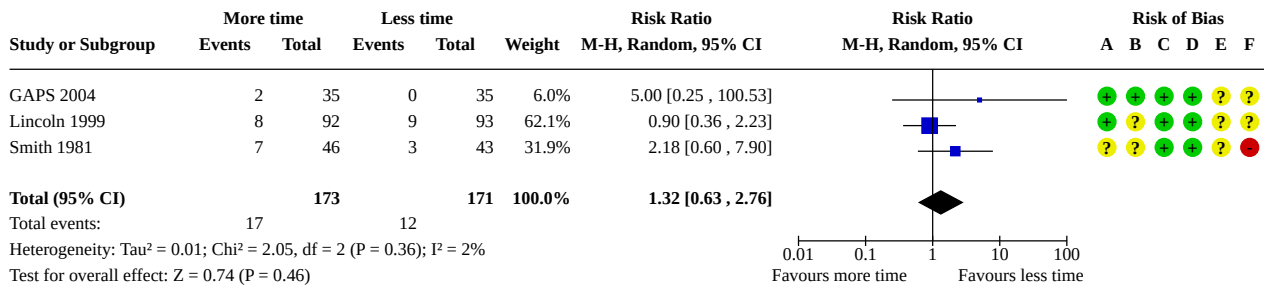 More time Less time Risk Ratio Risk Ratio Risk of Bias
Study or Subgroup Events Total Events Total Weight M-H, Random, 95% CI M-H, Random, 95% CI A B C D E F
GAPS 2004 2 35 0 35 6.0% 5.00 [0.25 , 100.53] + + + + ? ?
Lincoln 1999 8 92 9 93 62.1% 0.90 [0.36 , 2.23] + ? + + ? ?
Smith 1981 7 46 3 43 31.9% 2.18 [0.60 , 7.90] ? ? + + ? -
Total (95% CI) 173 171 100.0% 1.32 [0.63 , 2.76]
Total events: 17 12
Heterogeneity: Tau² = 0.01; Chi² = 2.05, df = 2 (P = 0.36); I² = 2% 0.01 0.1 1 10 100
Test for overall effect: Z = 0.74 (P = 0.46) Favours more time Favours less time